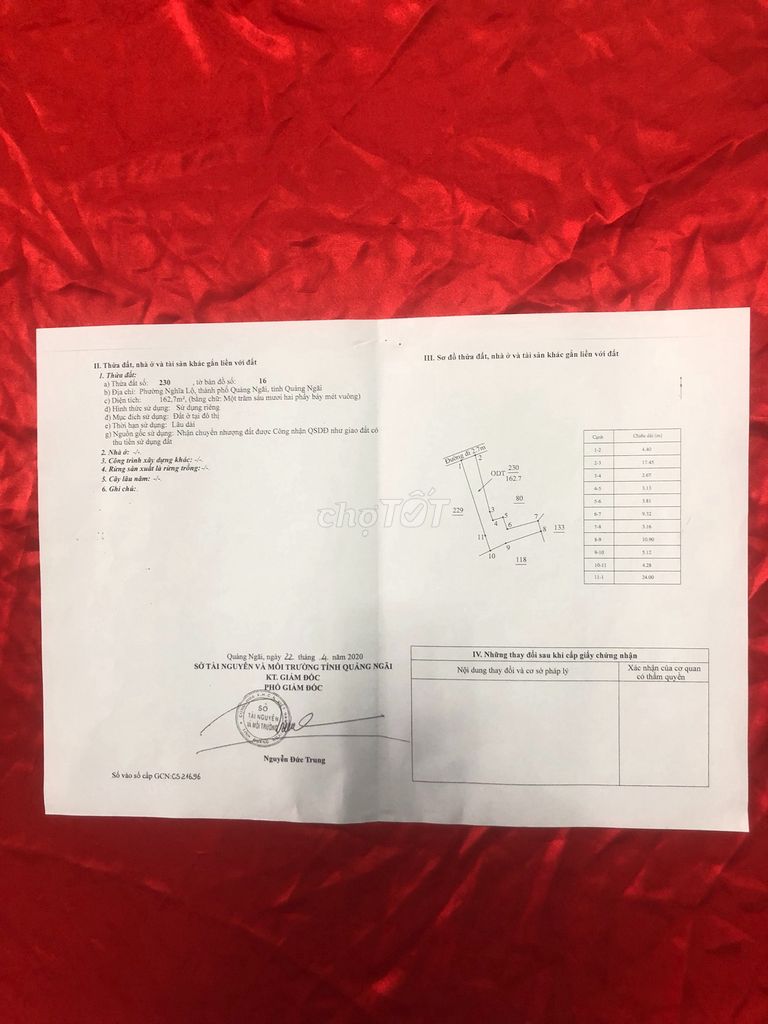 II. Thửa đất, nhà ở và tài sản khác gắn liền với đất
1. Thửa đất:
a) Thửa đất số: 230 , tờ bản đồ số: 16
b) Địa chỉ: Phường Nghĩa Lộ, thành phố Quảng Ngãi, tỉnh Quảng Ngãi
c) Diện tích: 162,7m², (bằng chữ: Một trăm sáu mươi hai phẩy bảy mét vuông)
d) Hình thức sử dụng: Sử dụng riêng
đ) Mục đích sử dụng: Đất ở tại đô thị
e) Thời hạn sử dụng: Lâu dài
g) Nguồn gốc sử dụng: Nhận chuyển nhượng đất được Công nhận QSDĐ như giao đất có
thu tiền sử dụng đất
2. Nhà ở: -/-
3. Công trình xây dựng khác: -/-
4. Rừng sản xuất là rừng trồng: -/-
5. Cây lâu năm: -/-
6. Ghi chú:
Quảng Ngãi, ngày 22 tháng 4 năm 2020
SỞ TÀI NGUYÊN VÀ MÔI TRƯỜNG TỈNH QUẢNG NGÃI
KT. GIÁM ĐỐC
PHÓ GIÁM ĐỐC
SỞ
TÀI NGUYÊN
VÀ MÔI TRƯỜNG
Nguyễn Đức Trung
Số vào sổ cấp GCN: CS 21696
III. Sơ đồ thửa đất, nhà ở và tài sản khác gắn liền với đất
Đường đi 2.7m
1
2
ODT 230
162.7
80
229
3
4
5
6
7
8
133
11
10
9
118
Cạnh Chiều dài (m)
1-2 4.40
2-3 17.45
3-4 2.67
4-5 3.13
5-6 3.81
6-7 9.32
7-8 3.16
8-9 10.90
9-10 5.12
10-11 4.28
11-1 24.00
IV. Những thay đổi sau khi cấp giấy chứng nhận
Nội dung thay đổi và cơ sở pháp lý
Xác nhận của cơ quan
có thẩm quyền
chợTỐT